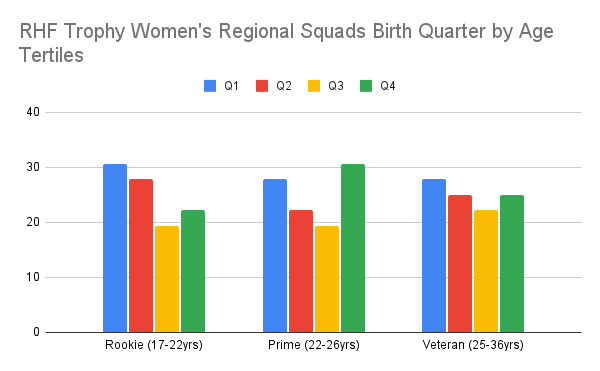 RHF Trophy Women's Regional Squads Birth Quarter by Age
Tertiles
Q1 Q2 Q3 Q4
40
30
20
10
0
Rookie (17-22yrs) Prime (22-26yrs) Veteran (25-36yrs)